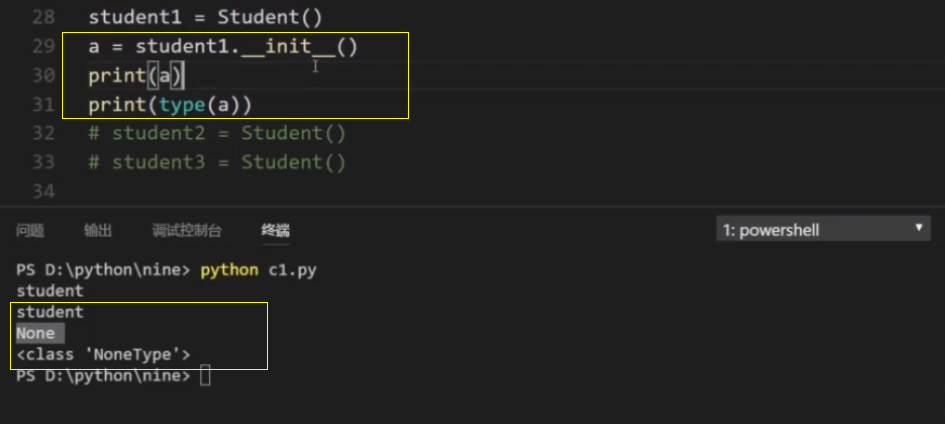 28 student1 = Student()
29 a = student1.__init__()
30 print(a)
31 print(type(a))
32 # student2 = Student()
33 # student3 = Student()
34
问题 输出 调试控制台 终端 1: powershell
PS D:\python\nine> python c1.py
student
student
None
<class 'NoneType'>
PS D:\python\nine>